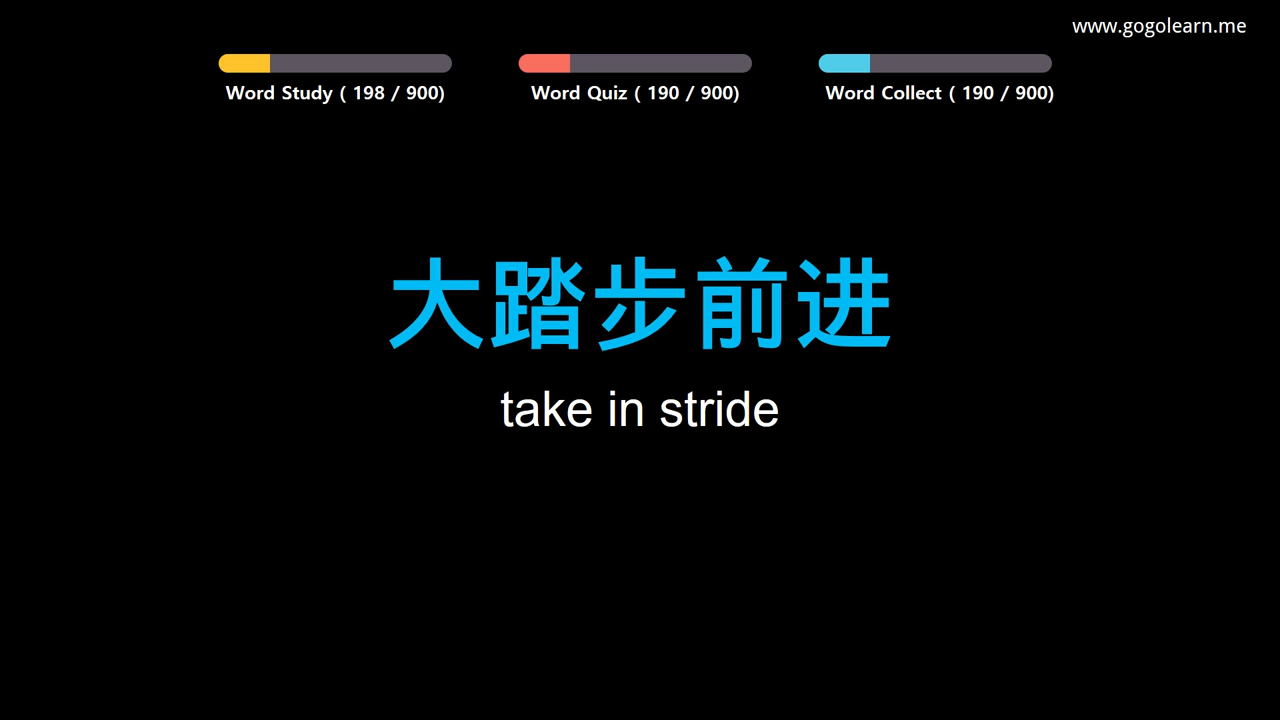 www.gogolearn.me
Word Study ( 198 / 900)
Word Quiz ( 190 / 900)
Word Collect ( 190 / 900)
大踏步前进
take in stride